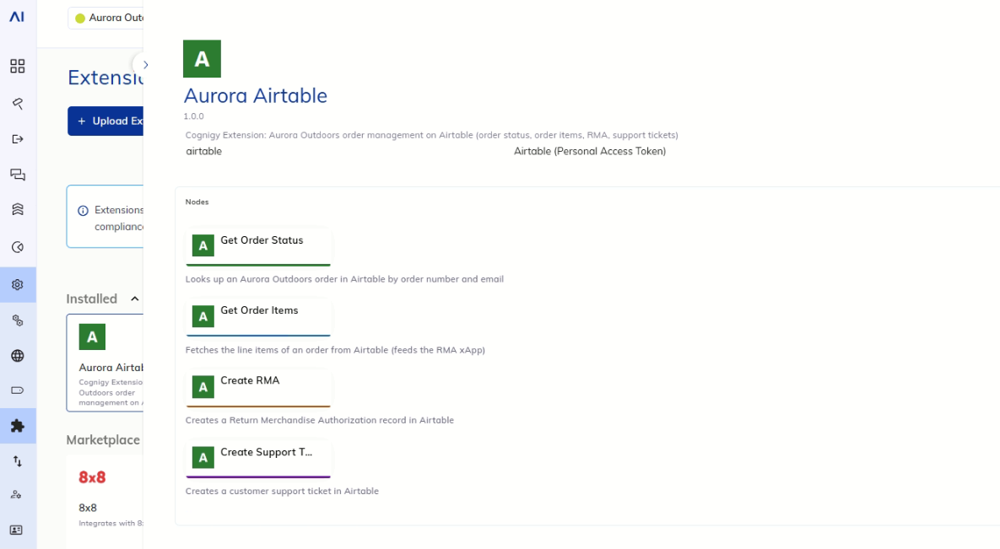 Aurora Outd
Extensio
+ Upload Ex
Extensions
compliance
Installed
A
Aurora Airtab
Cognigy Extensio
Outdoors order
management on A
Marketplace
8x8
8x8
Integrates with 8x
A
Aurora Airtable
1.0.0
Cognigy Extension: Aurora Outdoors order management on Airtable (order status, order items, RMA, support tickets)
airtable
Airtable (Personal Access Token)
Nodes
A Get Order Status
Looks up an Aurora Outdoors order in Airtable by order number and email
A Get Order Items
Fetches the line items of an order from Airtable (feeds the RMA xApp)
A Create RMA
Creates a Return Merchandise Authorization record in Airtable
A Create Support T...
Creates a customer support ticket in Airtable